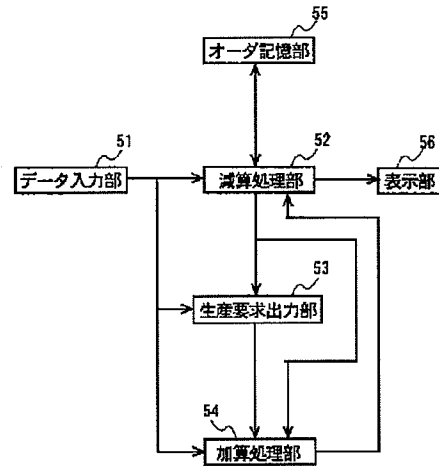 55
オーダ記憶部
51
52
56
データ入力部
減算処理部
表示部
53
生産要求出力部
54
加算処理部